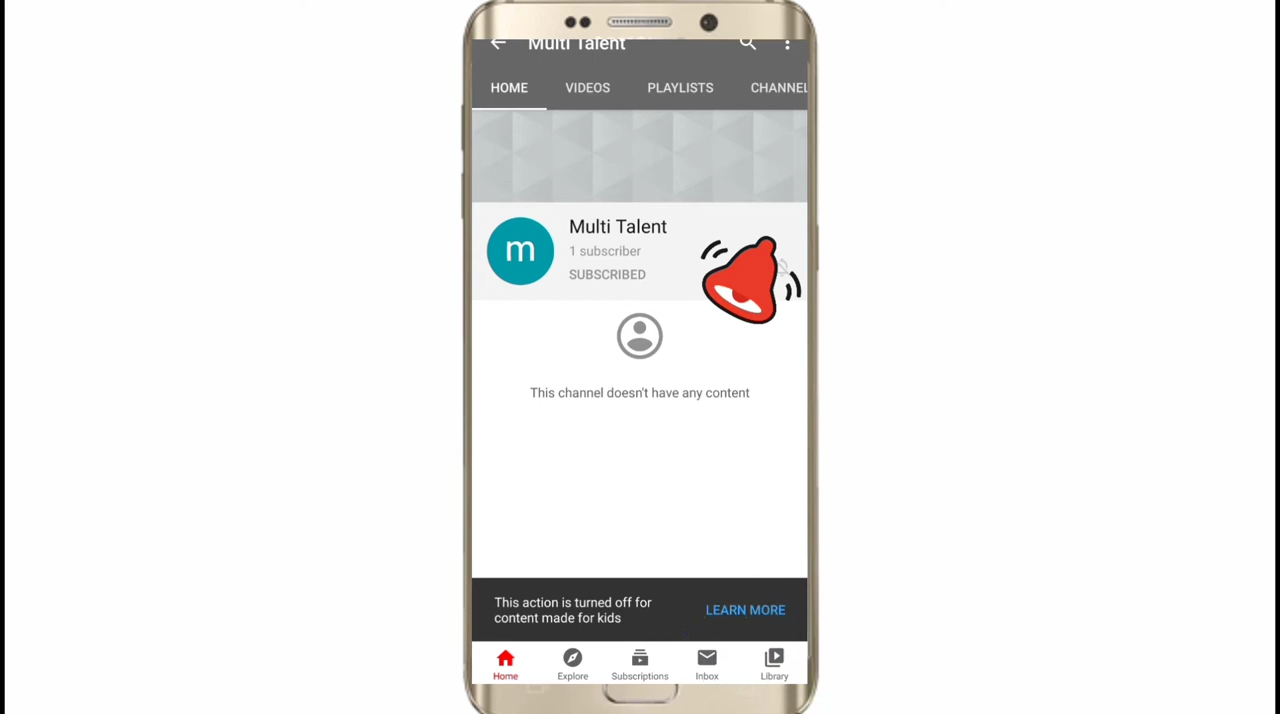 Multi Talent
HOME VIDEOS PLAYLISTS CHANNEL
m
Multi Talent
1 subscriber
SUBSCRIBED
This channel doesn't have any content
This action is turned off for
content made for kids
LEARN MORE
Home Explore Subscriptions Inbox Library